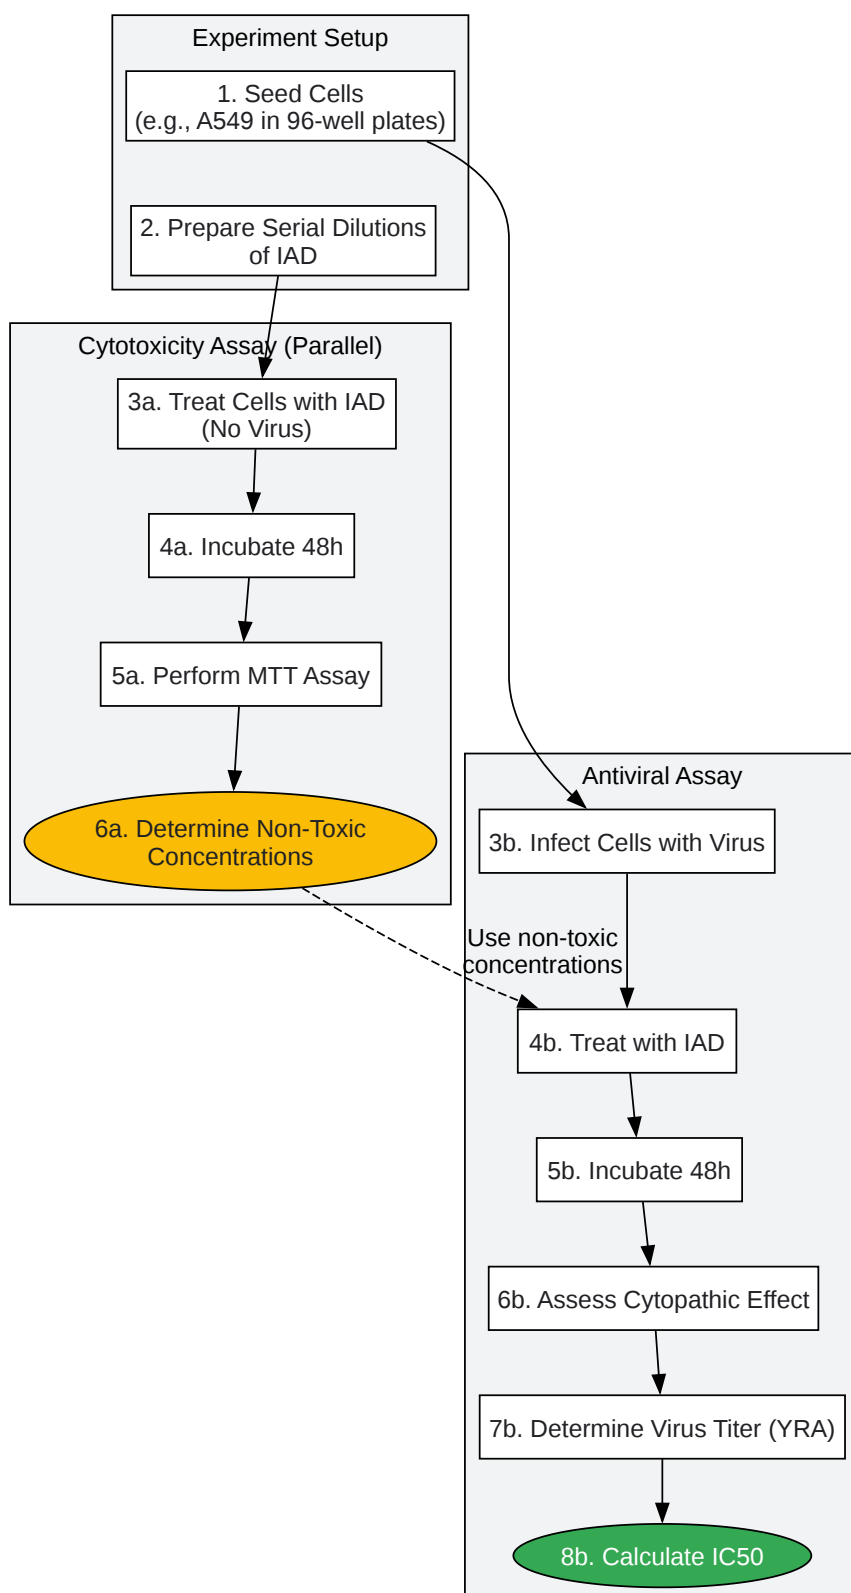 Experiment Setup
1. Seed Cells
(e.g., A549 in 96-well plates)
2. Prepare Serial Dilutions
of IAD
Cytotoxicity Assay (Parallel)
3a. Treat Cells with IAD
(No Virus)
4a. Incubate 48h
5a. Perform MTT Assay
6a. Determine Non-Toxic
Concentrations
Antiviral Assay
3b. Infect Cells with Virus
Use non-toxic
concentrations
4b. Treat with IAD
5b. Incubate 48h
6b. Assess Cytopathic Effect
7b. Determine Virus Titer (YRA)
8b. Calculate IC50